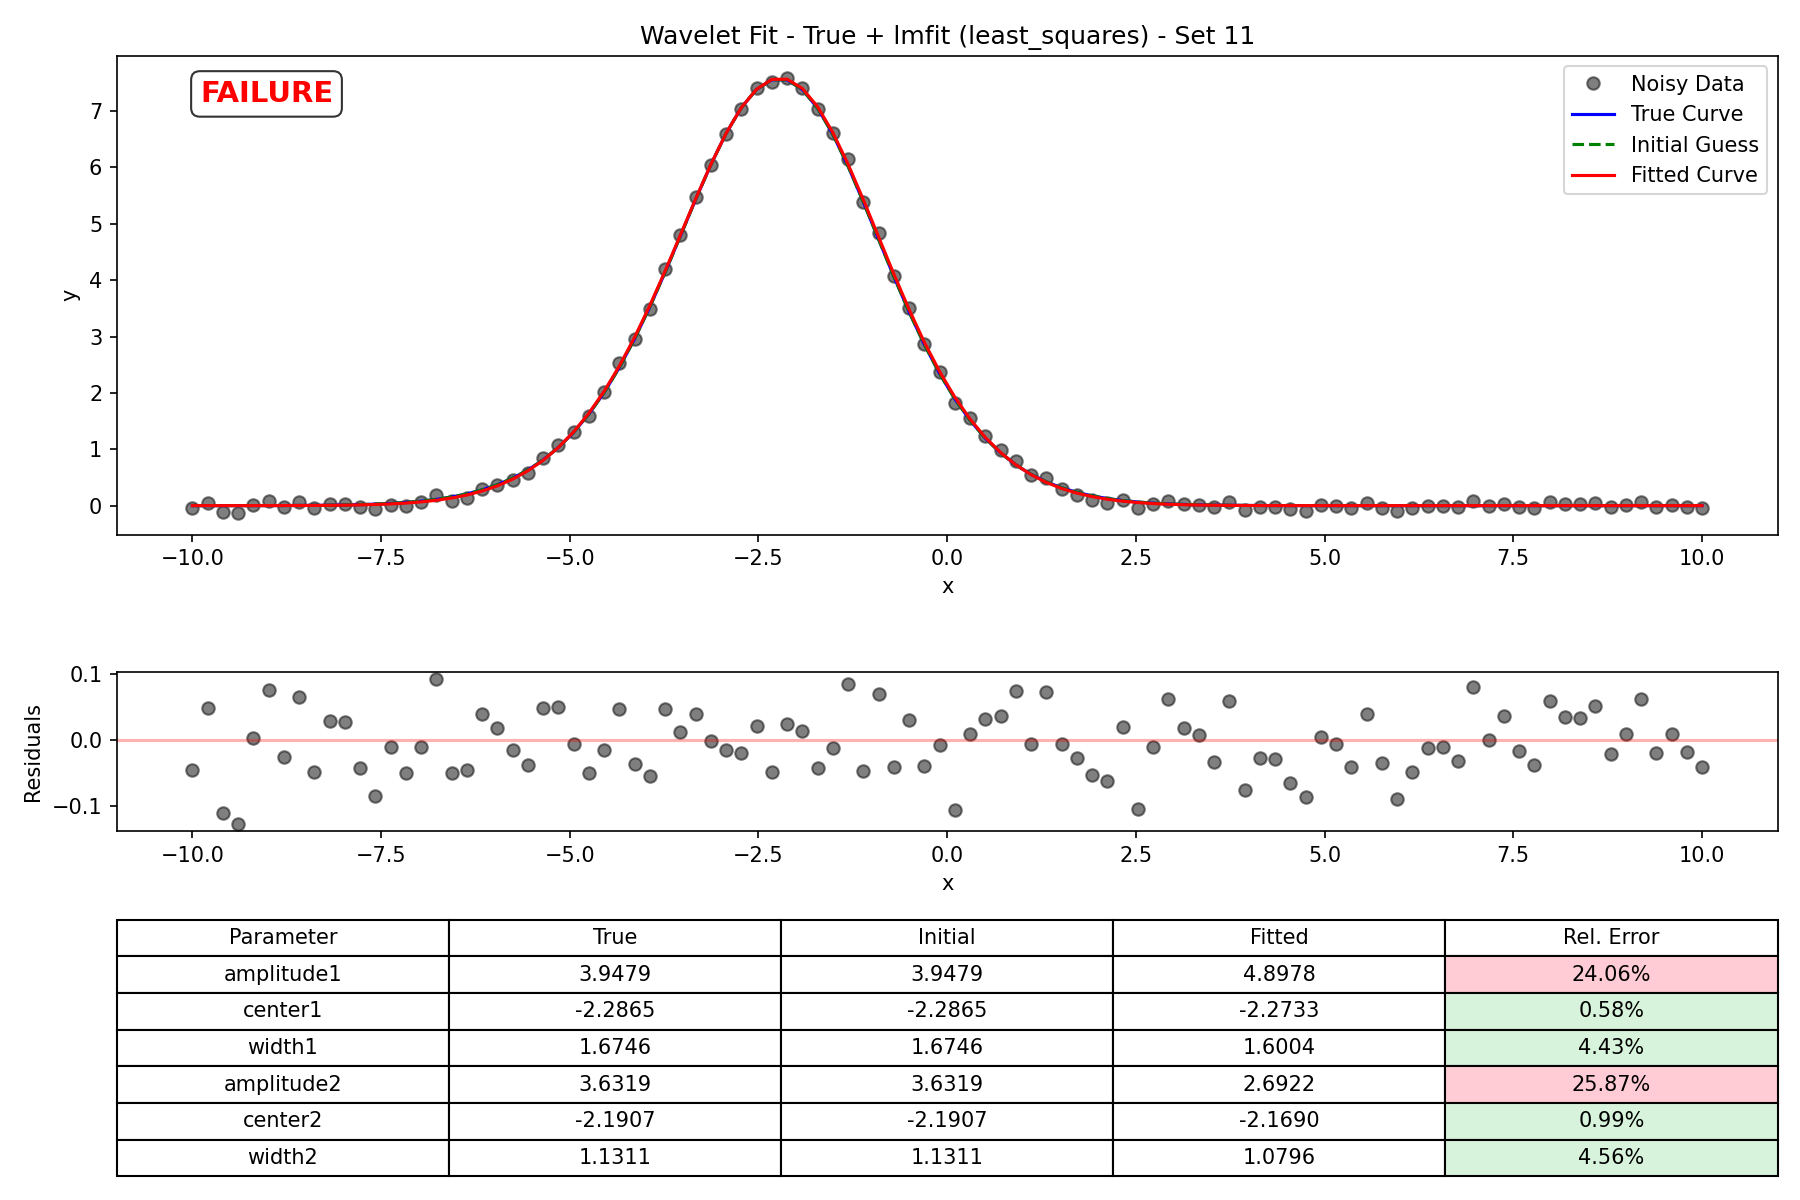 Wavelet Fit - True + lmfit (least_squares) - Set 11
FAILURE
Noisy Data
True Curve
Initial Guess
Fitted Curve
7
6
5
4
3
2
1
0
y
−10.0 −7.5 −5.0 −2.5 0.0 2.5 5.0 7.5 10.0
x
0.1
0.0
−0.1
Residuals
−10.0 −7.5 −5.0 −2.5 0.0 2.5 5.0 7.5 10.0
x
Parameter True Initial Fitted Rel. Error
amplitude1 3.9479 3.9479 4.8978 24.06%
center1 -2.2865 -2.2865 -2.2733 0.58%
width1 1.6746 1.6746 1.6004 4.43%
amplitude2 3.6319 3.6319 2.6922 25.87%
center2 -2.1907 -2.1907 -2.1690 0.99%
width2 1.1311 1.1311 1.0796 4.56%